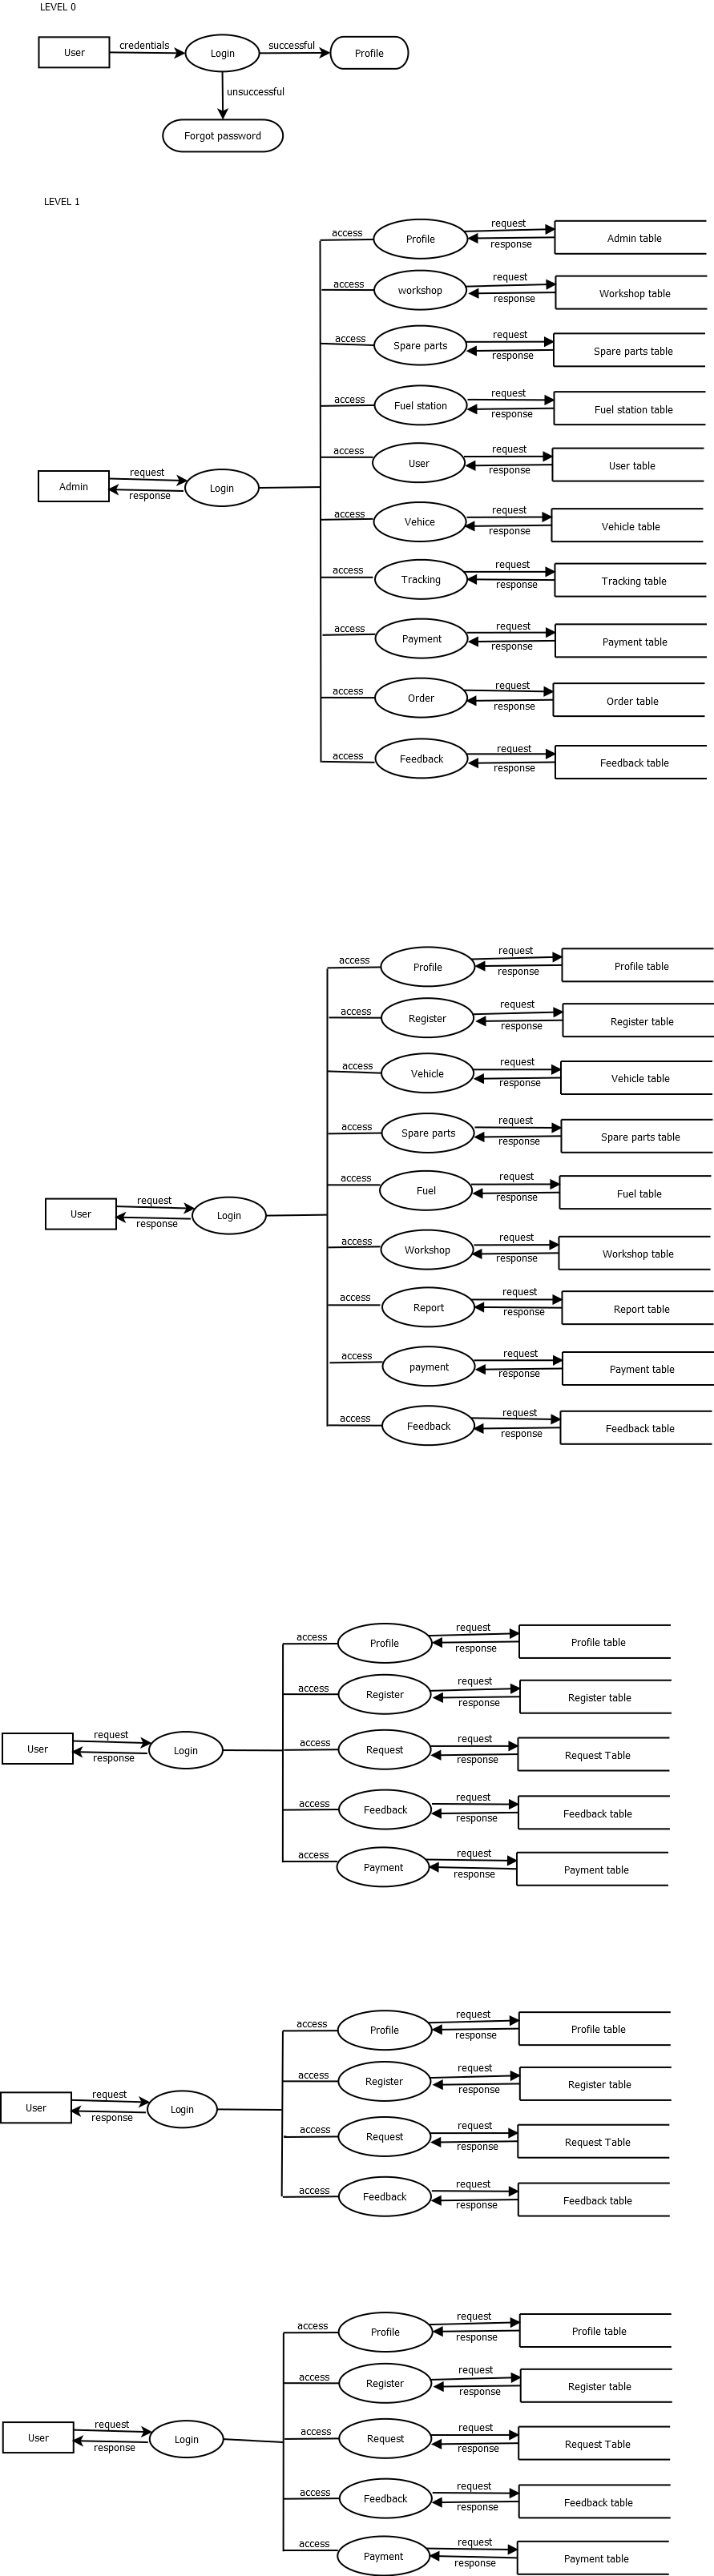 LEVEL 0
User
credentials
Login
successful
Profile
unsuccessful
Forgot password
LEVEL 1
access
Profile
request
response
Admin table
access
workshop
request
response
Workshop table
access
Spare parts
request
response
Spare parts table
access
Fuel station
request
response
Fuel station table
access
User
request
response
User table
Admin
request
response
Login
access
Vehice
request
response
Vehicle table
access
Tracking
request
response
Tracking table
access
Payment
request
response
Payment table
access
Order
request
response
Order table
access
Feedback
request
response
Feedback table
access
Profile
request
response
Profile table
access
Register
request
response
Register table
access
Vehicle
request
response
Vehicle table
access
Spare parts
request
response
Spare parts table
access
Fuel
request
response
Fuel table
User
request
response
Login
access
Workshop
request
response
Workshop table
access
Report
request
response
Report table
access
payment
request
response
Payment table
access
Feedback
request
response
Feedback table
access
Profile
request
response
Profile table
access
Register
request
response
Register table
User
request
response
Login
access
Request
request
response
Request Table
access
Feedback
request
response
Feedback table
access
Payment
request
response
Payment table
access
Profile
request
response
Profile table
access
Register
request
response
Register table
User
request
response
Login
access
Request
request
response
Request Table
access
Feedback
request
response
Feedback table
access
Profile
request
response
Profile table
access
Register
request
response
Register table
User
request
response
Login
access
Request
request
response
Request Table
access
Feedback
request
response
Feedback table
access
Payment
request
response
Payment table